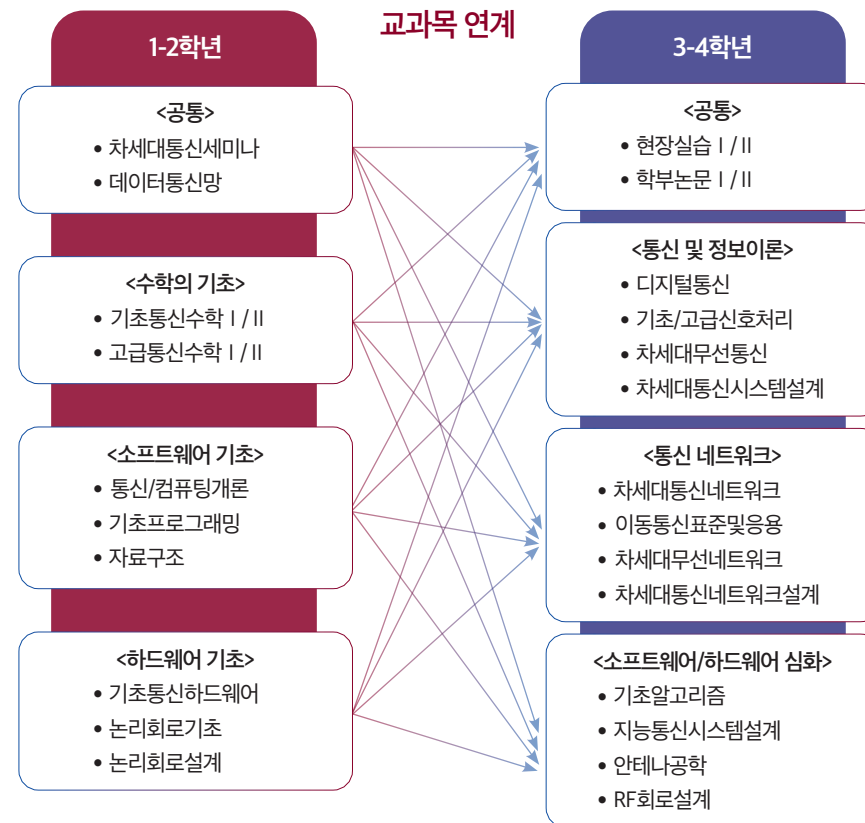 교과목 연계
1-2학년
<공통>
• 차세대통신세미나
• 데이터통신망
<수학의 기초>
• 기초통신수학 Ⅰ/Ⅱ
• 고급통신수학 Ⅰ/Ⅱ
<소프트웨어 기초>
• 통신/컴퓨팅개론
• 기초프로그래밍
• 자료구조
<하드웨어 기초>
• 기초통신하드웨어
• 논리회로기초
• 논리회로설계
3-4학년
<공통>
• 현장실습 Ⅰ/Ⅱ
• 학부논문 Ⅰ/Ⅱ
<통신 및 정보이론>
• 디지털통신
• 기초/고급신호처리
• 차세대무선통신
• 차세대통신시스템설계
<통신 네트워크>
• 차세대통신네트워크
• 이동통신표준및응용
• 차세대무선네트워크
• 차세대통신네트워크설계
<소프트웨어/하드웨어 심화>
• 기초알고리즘
• 지능통신시스템설계
• 안테나공학
• RF회로설계